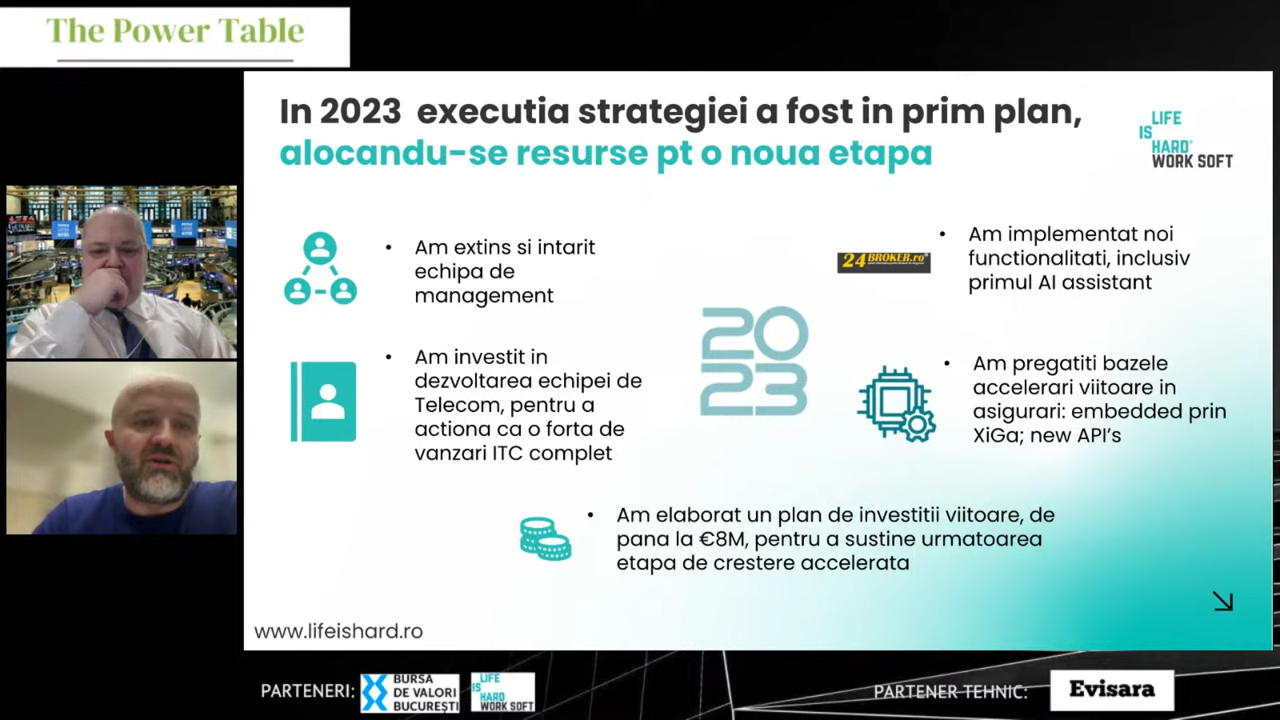 The Power Table
In 2023 executia strategiei a fost in prim plan,
alocandu-se resurse pt o noua etapa
LIFE
IS
HARD®
WORK SOFT
• Am extins si intarit
echipa de
management
• Am investit in
dezvoltarea echipei de
Telecom, pentru a
actiona ca o forta de
vanzari ITC complet
20
23
24BROKER.ro®
• Am implementat noi
functionalitati, inclusiv
primul AI assistant
• Am pregatiti bazele
accelerari viitoare in
asigurari: embedded prin
XiGa; new API's
• Am elaborat un plan de investitii viitoare, de
pana la €8M, pentru a sustine urmatoarea
etapa de crestere accelerata
www.lifeishard.ro
PARTENERI:
BURSA
DE VALORI
BUCUREȘTI
LIFE
IS
HARD®
WORK SOFT
PARTENER TEHNIC:
Evisara